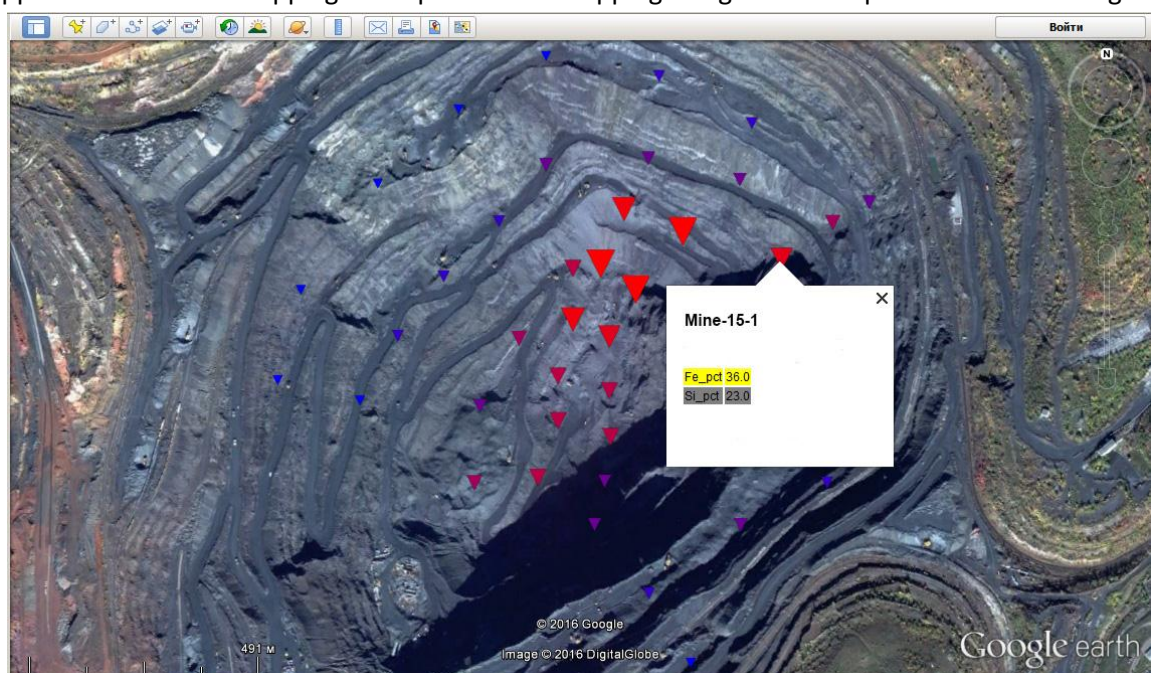 Войти
N
Mine-15-1
Fe_pct 36.0
Si_pct 23.0
© 2016 Google
491 м
Image © 2016 DigitalGlobe
Google earth